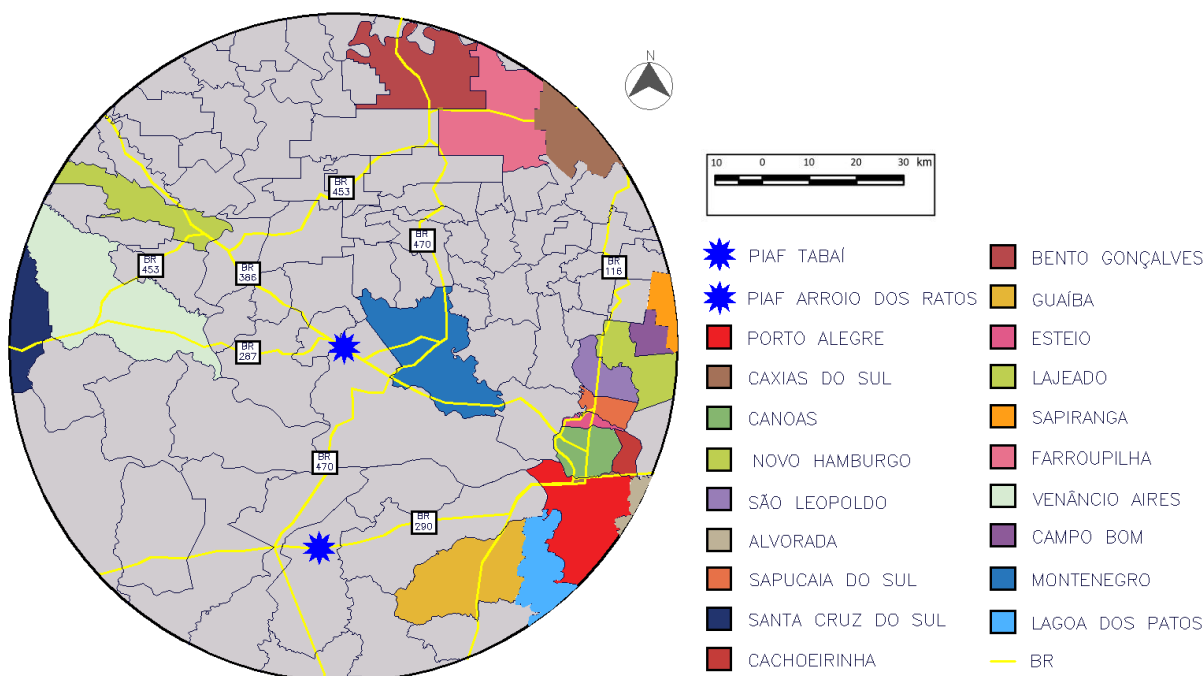 N
10 0 10 20 30 km
BR
453
BR
470
BR
116
BR
453
BR
386
BR
287
BR
470
BR
290
PIAF TABAÍ
PIAF ARROIO DOS RATOS
PORTO ALEGRE
CAXIAS DO SUL
CANOAS
NOVO HAMBURGO
SÃO LEOPOLDO
ALVORADA
SAPUCAIA DO SUL
SANTA CRUZ DO SUL
CACHOEIRINHA
BENTO GONÇALVES
GUAÍBA
ESTEIO
LAJEADO
SAPIRANGA
FARROUPILHA
VENÂNCIO AIRES
CAMPO BOM
MONTENEGRO
LAGOA DOS PATOS
BR